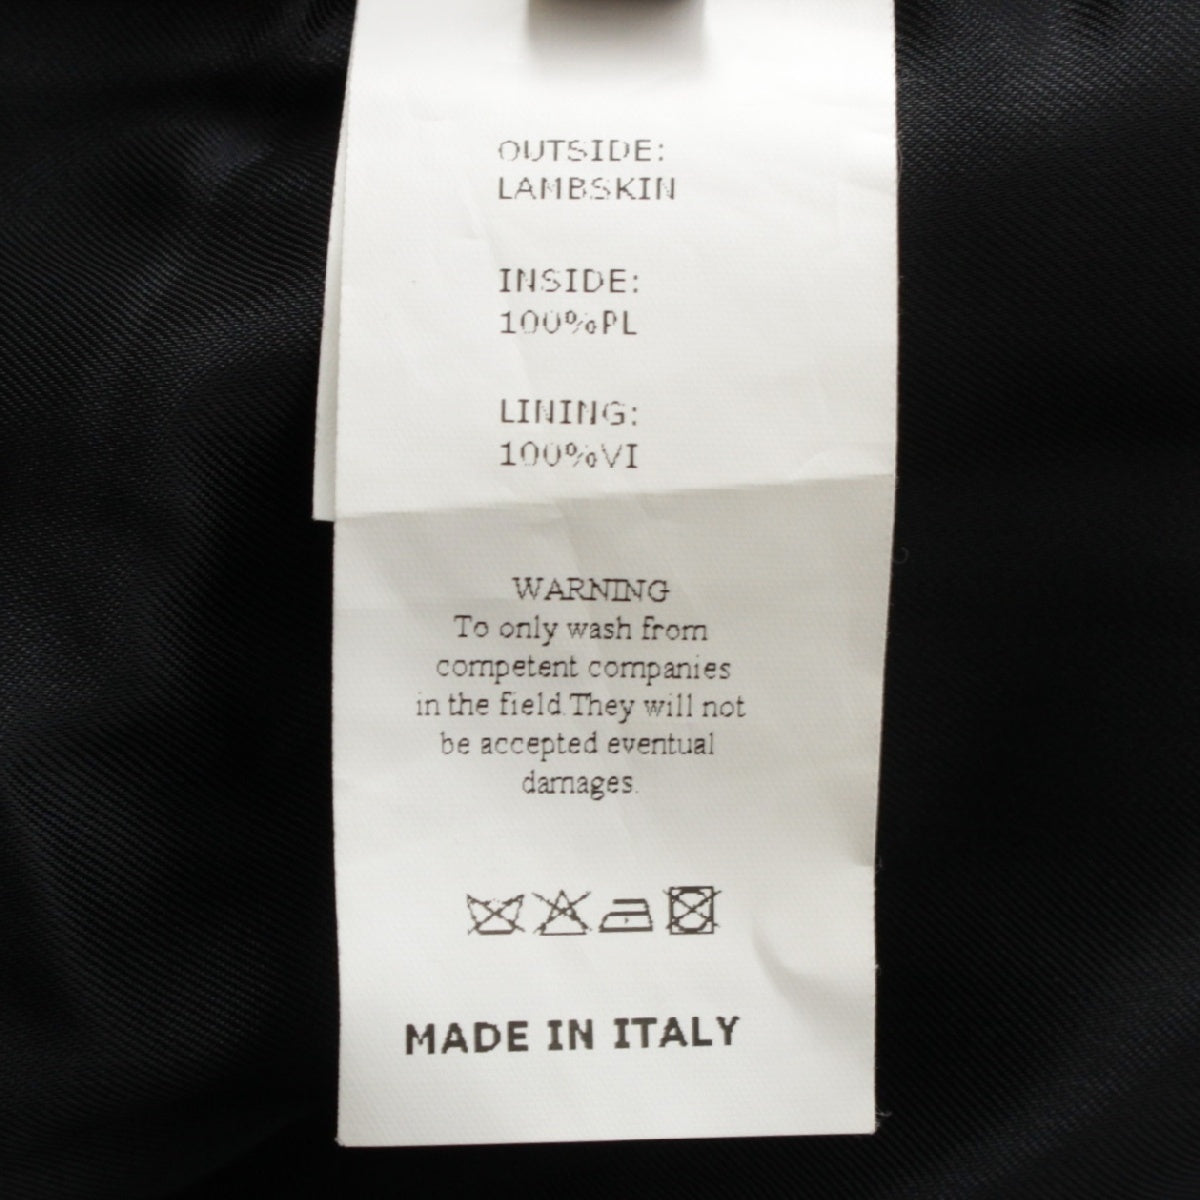 OUTSIDE:
LAMBSKIN
INSIDE:
100%PL
LINING:
100%VI
WARNING
To only wash from
competent companies
in the field.They will not
be accepted eventual
damages.
MADE IN ITALY